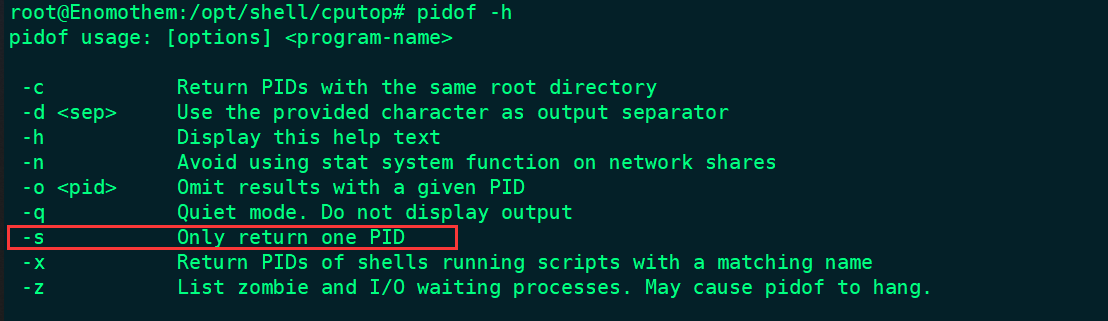 root@Enomothem:/opt/shell/cputop# pidof -h
pidof usage: [options] <program-name>
-c Return PIDs with the same root directory
-d <sep> Use the provided character as output separator
-h Display this help text
-n Avoid using stat system function on network shares
-o <pid> Omit results with a given PID
-q Quiet mode. Do not display output
-s Only return one PID
-x Return PIDs of shells running scripts with a matching name
-z List zombie and I/O waiting processes. May cause pidof to hang.